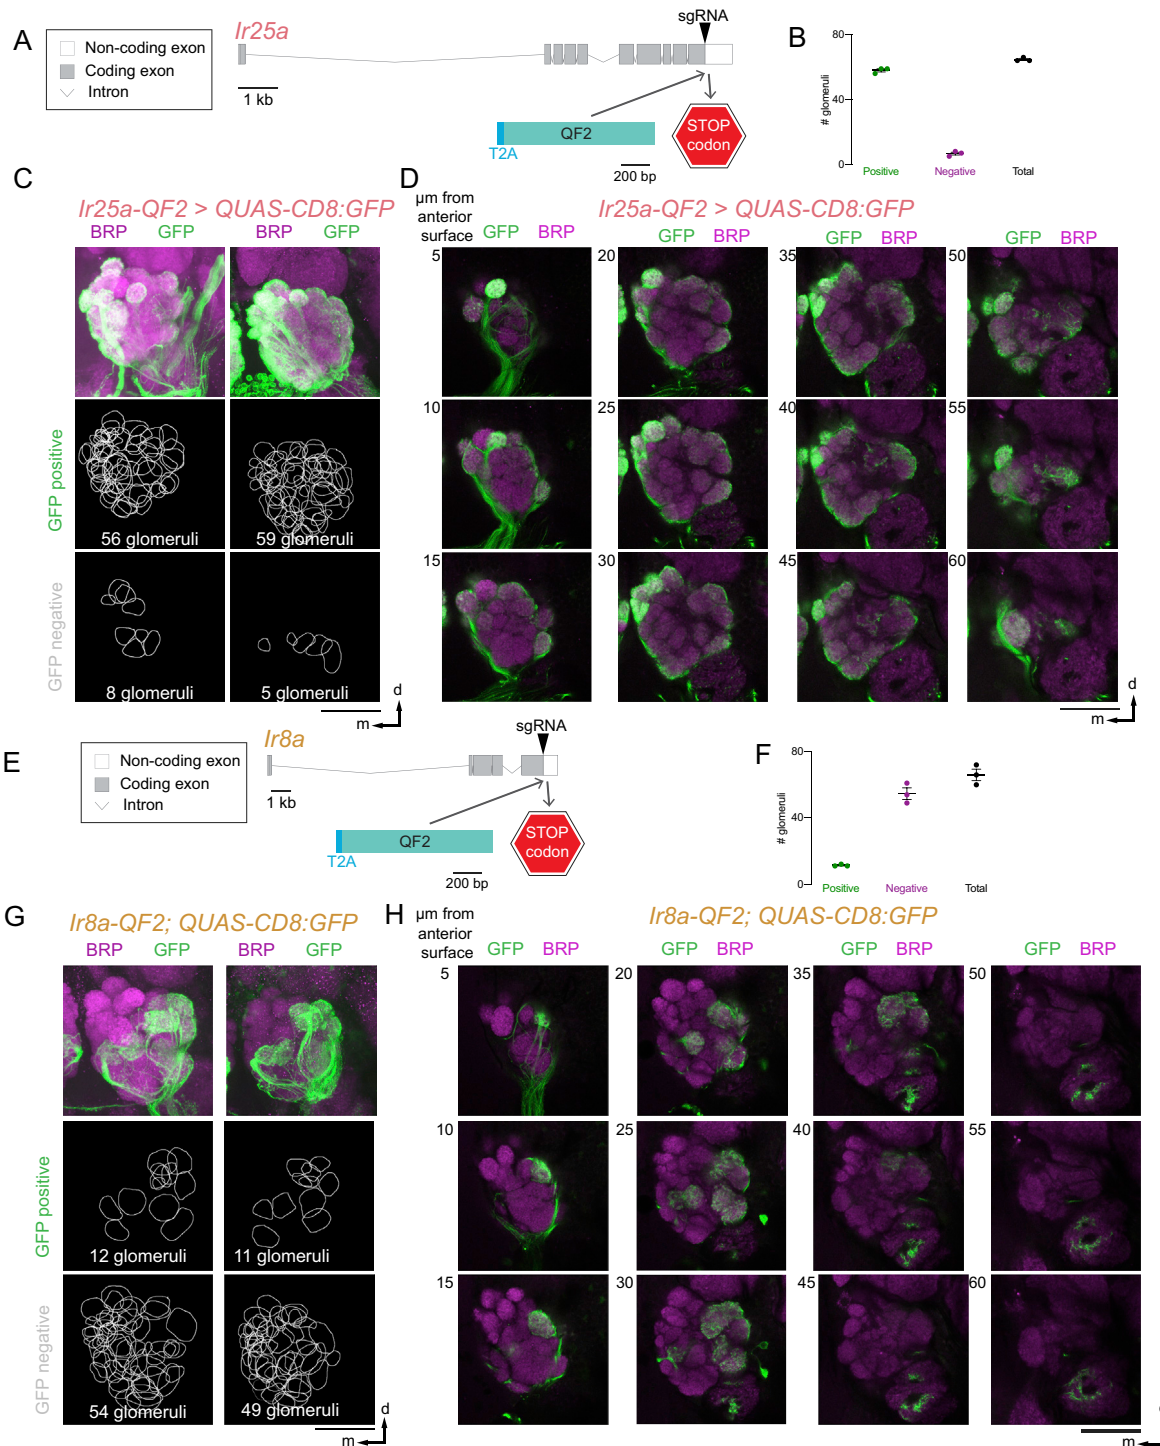 A
Non-coding exon
Coding exon
Intron
Ir25a
1 kb
sgRNA
QF2
T2A
200 bp
STOP
codon
B
# glomeruli
80
40
0
Positive
Negative
Total
C
Ir25a-QF2 > QUAS-CD8:GFP
BRP GFP
BRP GFP
GFP positive
56 glomeruli
59 glomeruli
GFP negative
8 glomeruli
5 glomeruli
d
m
D
µm from
anterior
surface
Ir25a-QF2 > QUAS-CD8:GFP
GFP BRP
GFP BRP
GFP BRP
GFP BRP
5
20
35
50
10
25
40
55
15
30
45
60
d
m
E
Non-coding exon
Coding exon
Intron
Ir8a
1 kb
sgRNA
QF2
T2A
200 bp
STOP
codon
F
# glomeruli
80
40
0
Positive
Negative
Total
G
Ir8a-QF2; QUAS-CD8:GFP
BRP GFP
BRP GFP
GFP positive
12 glomeruli
11 glomeruli
GFP negative
54 glomeruli
49 glomeruli
d
m
H
µm from
anterior
surface
Ir8a-QF2; QUAS-CD8:GFP
GFP BRP
GFP BRP
GFP BRP
GFP BRP
5
20
35
50
10
25
40
55
15
30
45
60
m